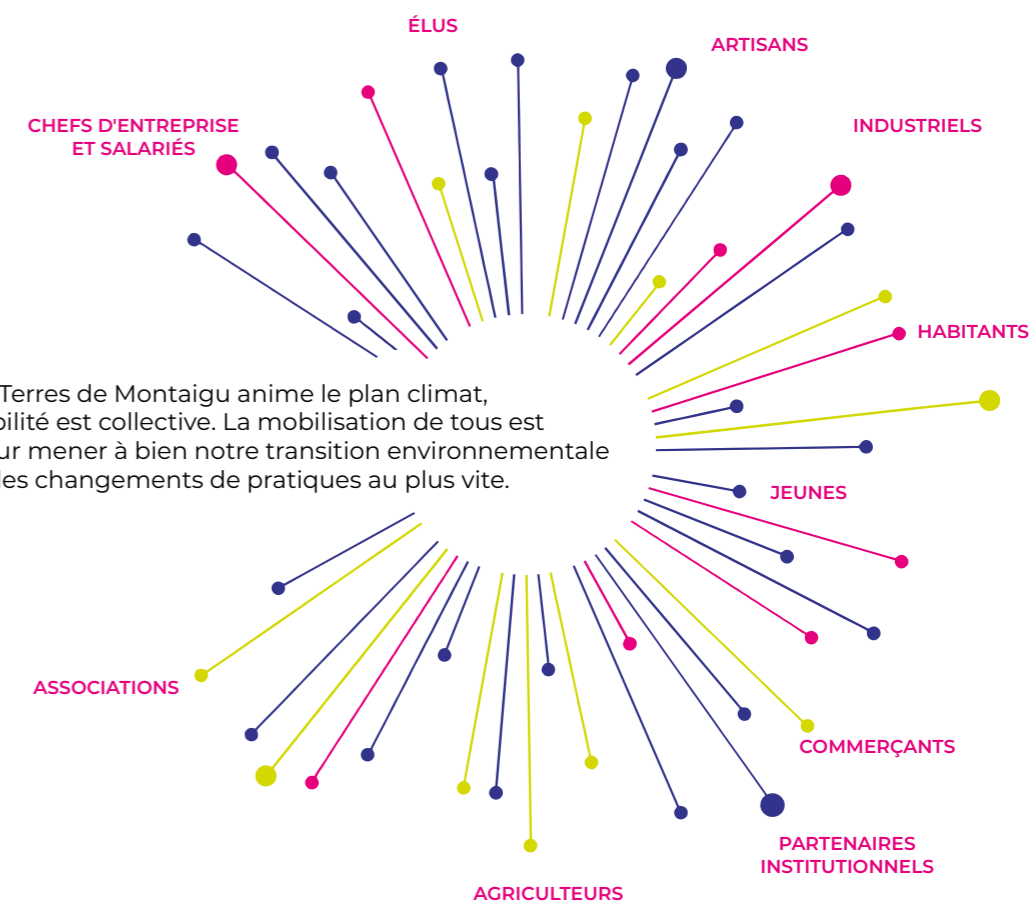 ÉLUS
ARTISANS
CHEFS D'ENTREPRISE
ET SALARIÉS
INDUSTRIELS
HABITANTS
Terres de Montaigu anime le plan climat,
bilité est collective. La mobilisation de tous est
ur mener à bien notre transition environnementale
des changements de pratiques au plus vite.
JEUNES
ASSOCIATIONS
COMMERÇANTS
PARTENAIRES
INSTITUTIONNELS
AGRICULTEURS